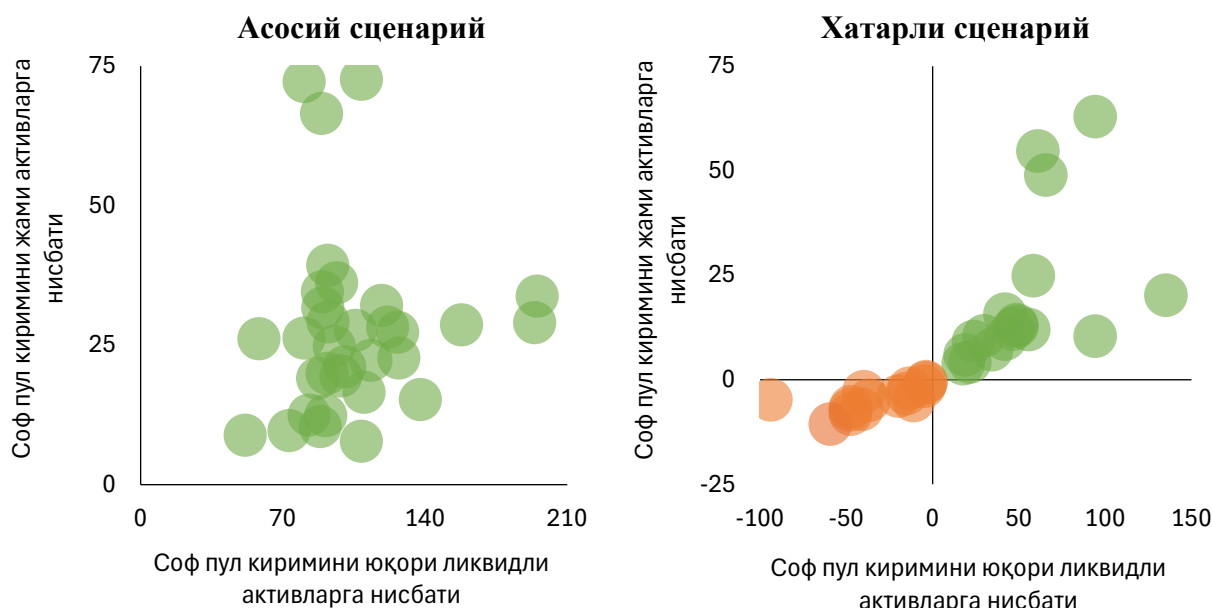 Асосий сценарий
Соф пул киримини жами активларга
нисбати
75
50
25
0
0 70 140 210
Соф пул киримини юқори ликвидли
активларга нисбати
Хатарли сценарий
Соф пул киримини жами активларга
нисбати
75
50
25
0
-25
-100 -50 0 50 100 150
Соф пул киримини юқори ликвидли
активларга нисбати